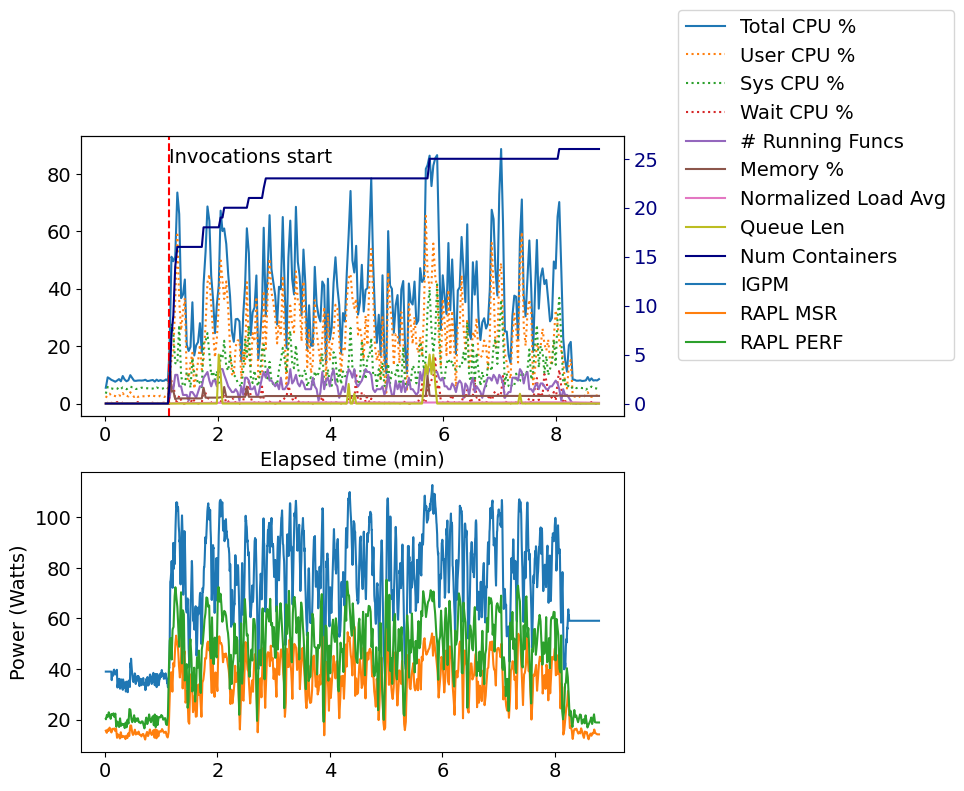 Total CPU %
User CPU %
Sys CPU %
Wait CPU %
# Running Funcs
Memory %
Normalized Load Avg
Queue Len
Num Containers
IGPM
RAPL MSR
RAPL PERF
Invocations start
80
60
40
20
0
25
20
15
10
5
0
0 2 4 6 8
Elapsed time (min)
Power (Watts)
100
80
60
40
20
0 2 4 6 8